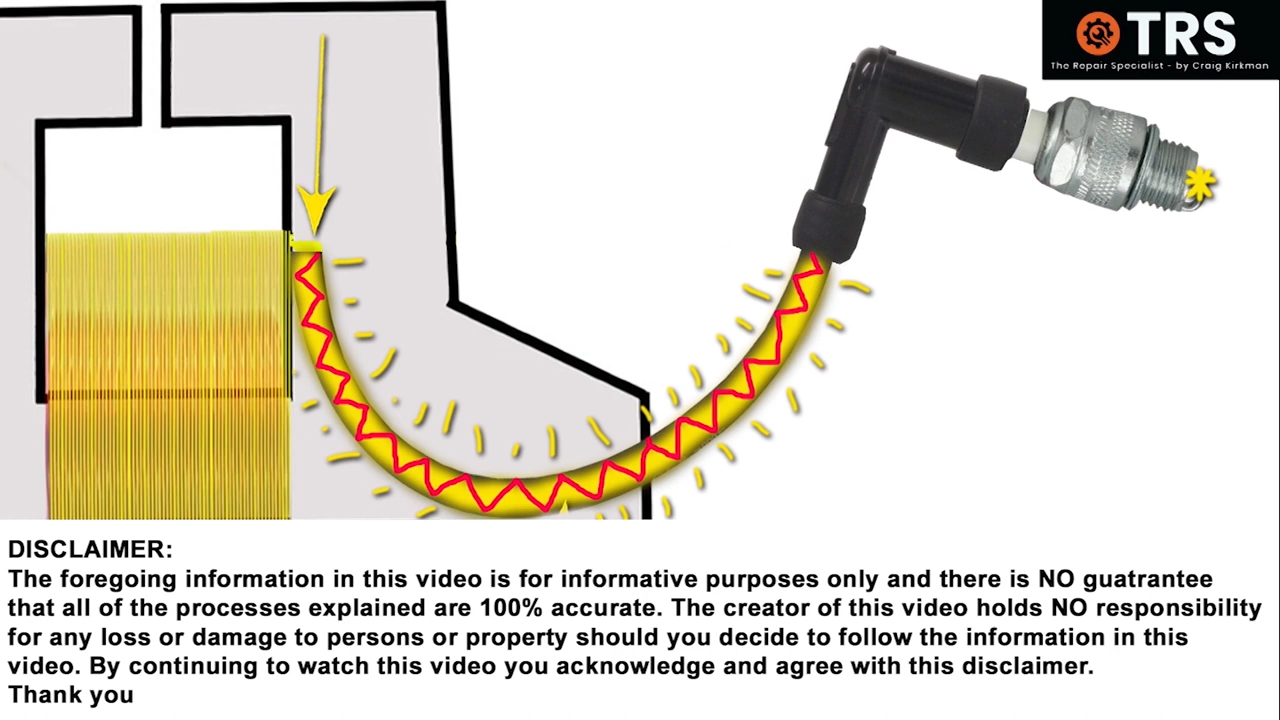 TRS
The Repair Specialist - by Craig Kirkman
DISCLAIMER:
The foregoing information in this video is for informative purposes only and there is NO guatrantee
that all of the processes explained are 100% accurate. The creator of this video holds NO responsibility
for any loss or damage to persons or property should you decide to follow the information in this
video. By continuing to watch this video you acknowledge and agree with this disclaimer.
Thank you